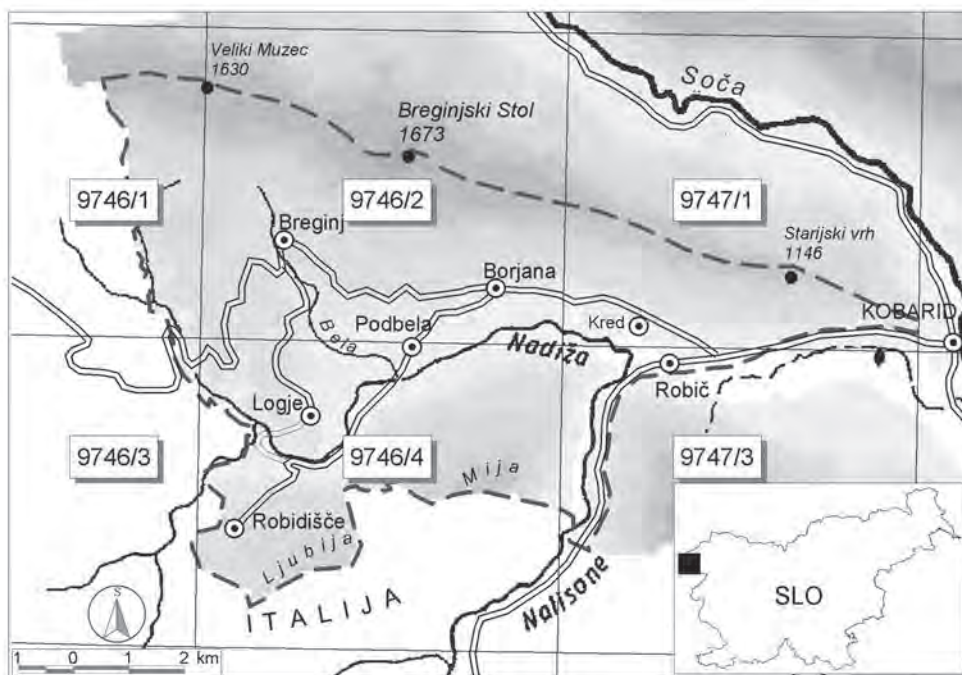 Veliki Muzec
1630
Soča
Breginjski Stol
1673
9746/1
9746/2
9747/1
Breginj
Starijski vrh
1146
Borjana
KOBARID
Podbela
Bela
Kred
Nadiža
Robič
Logje
9746/3
9746/4
9747/3
Mija
Robidišče
Ljubija
ITALIJA
Nalisone
SLO
S
1 0 1 2 km